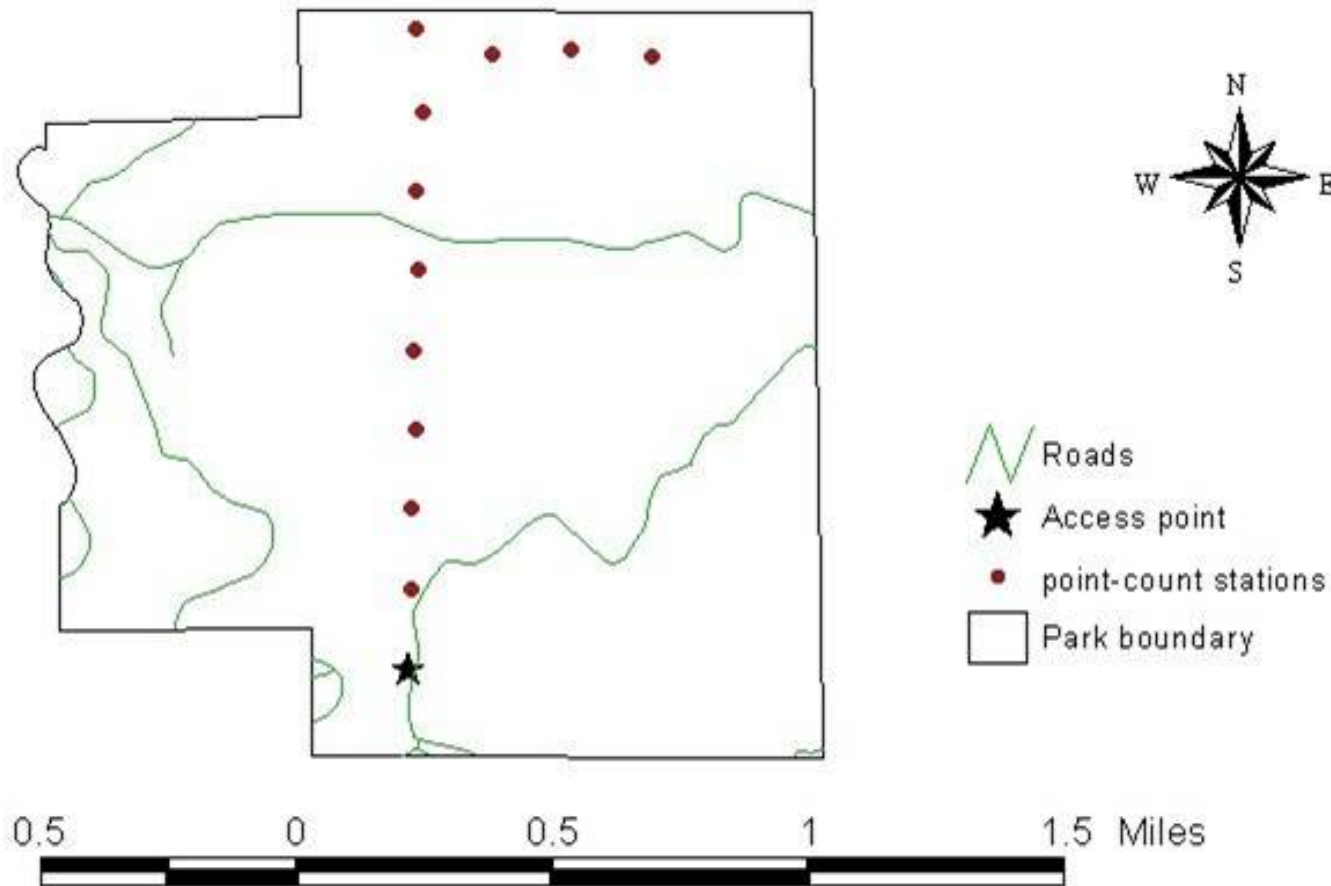 N
W E
S
Roads
Access point
point-count stations
Park boundary
0.5 0 0.5 1 1.5 Miles